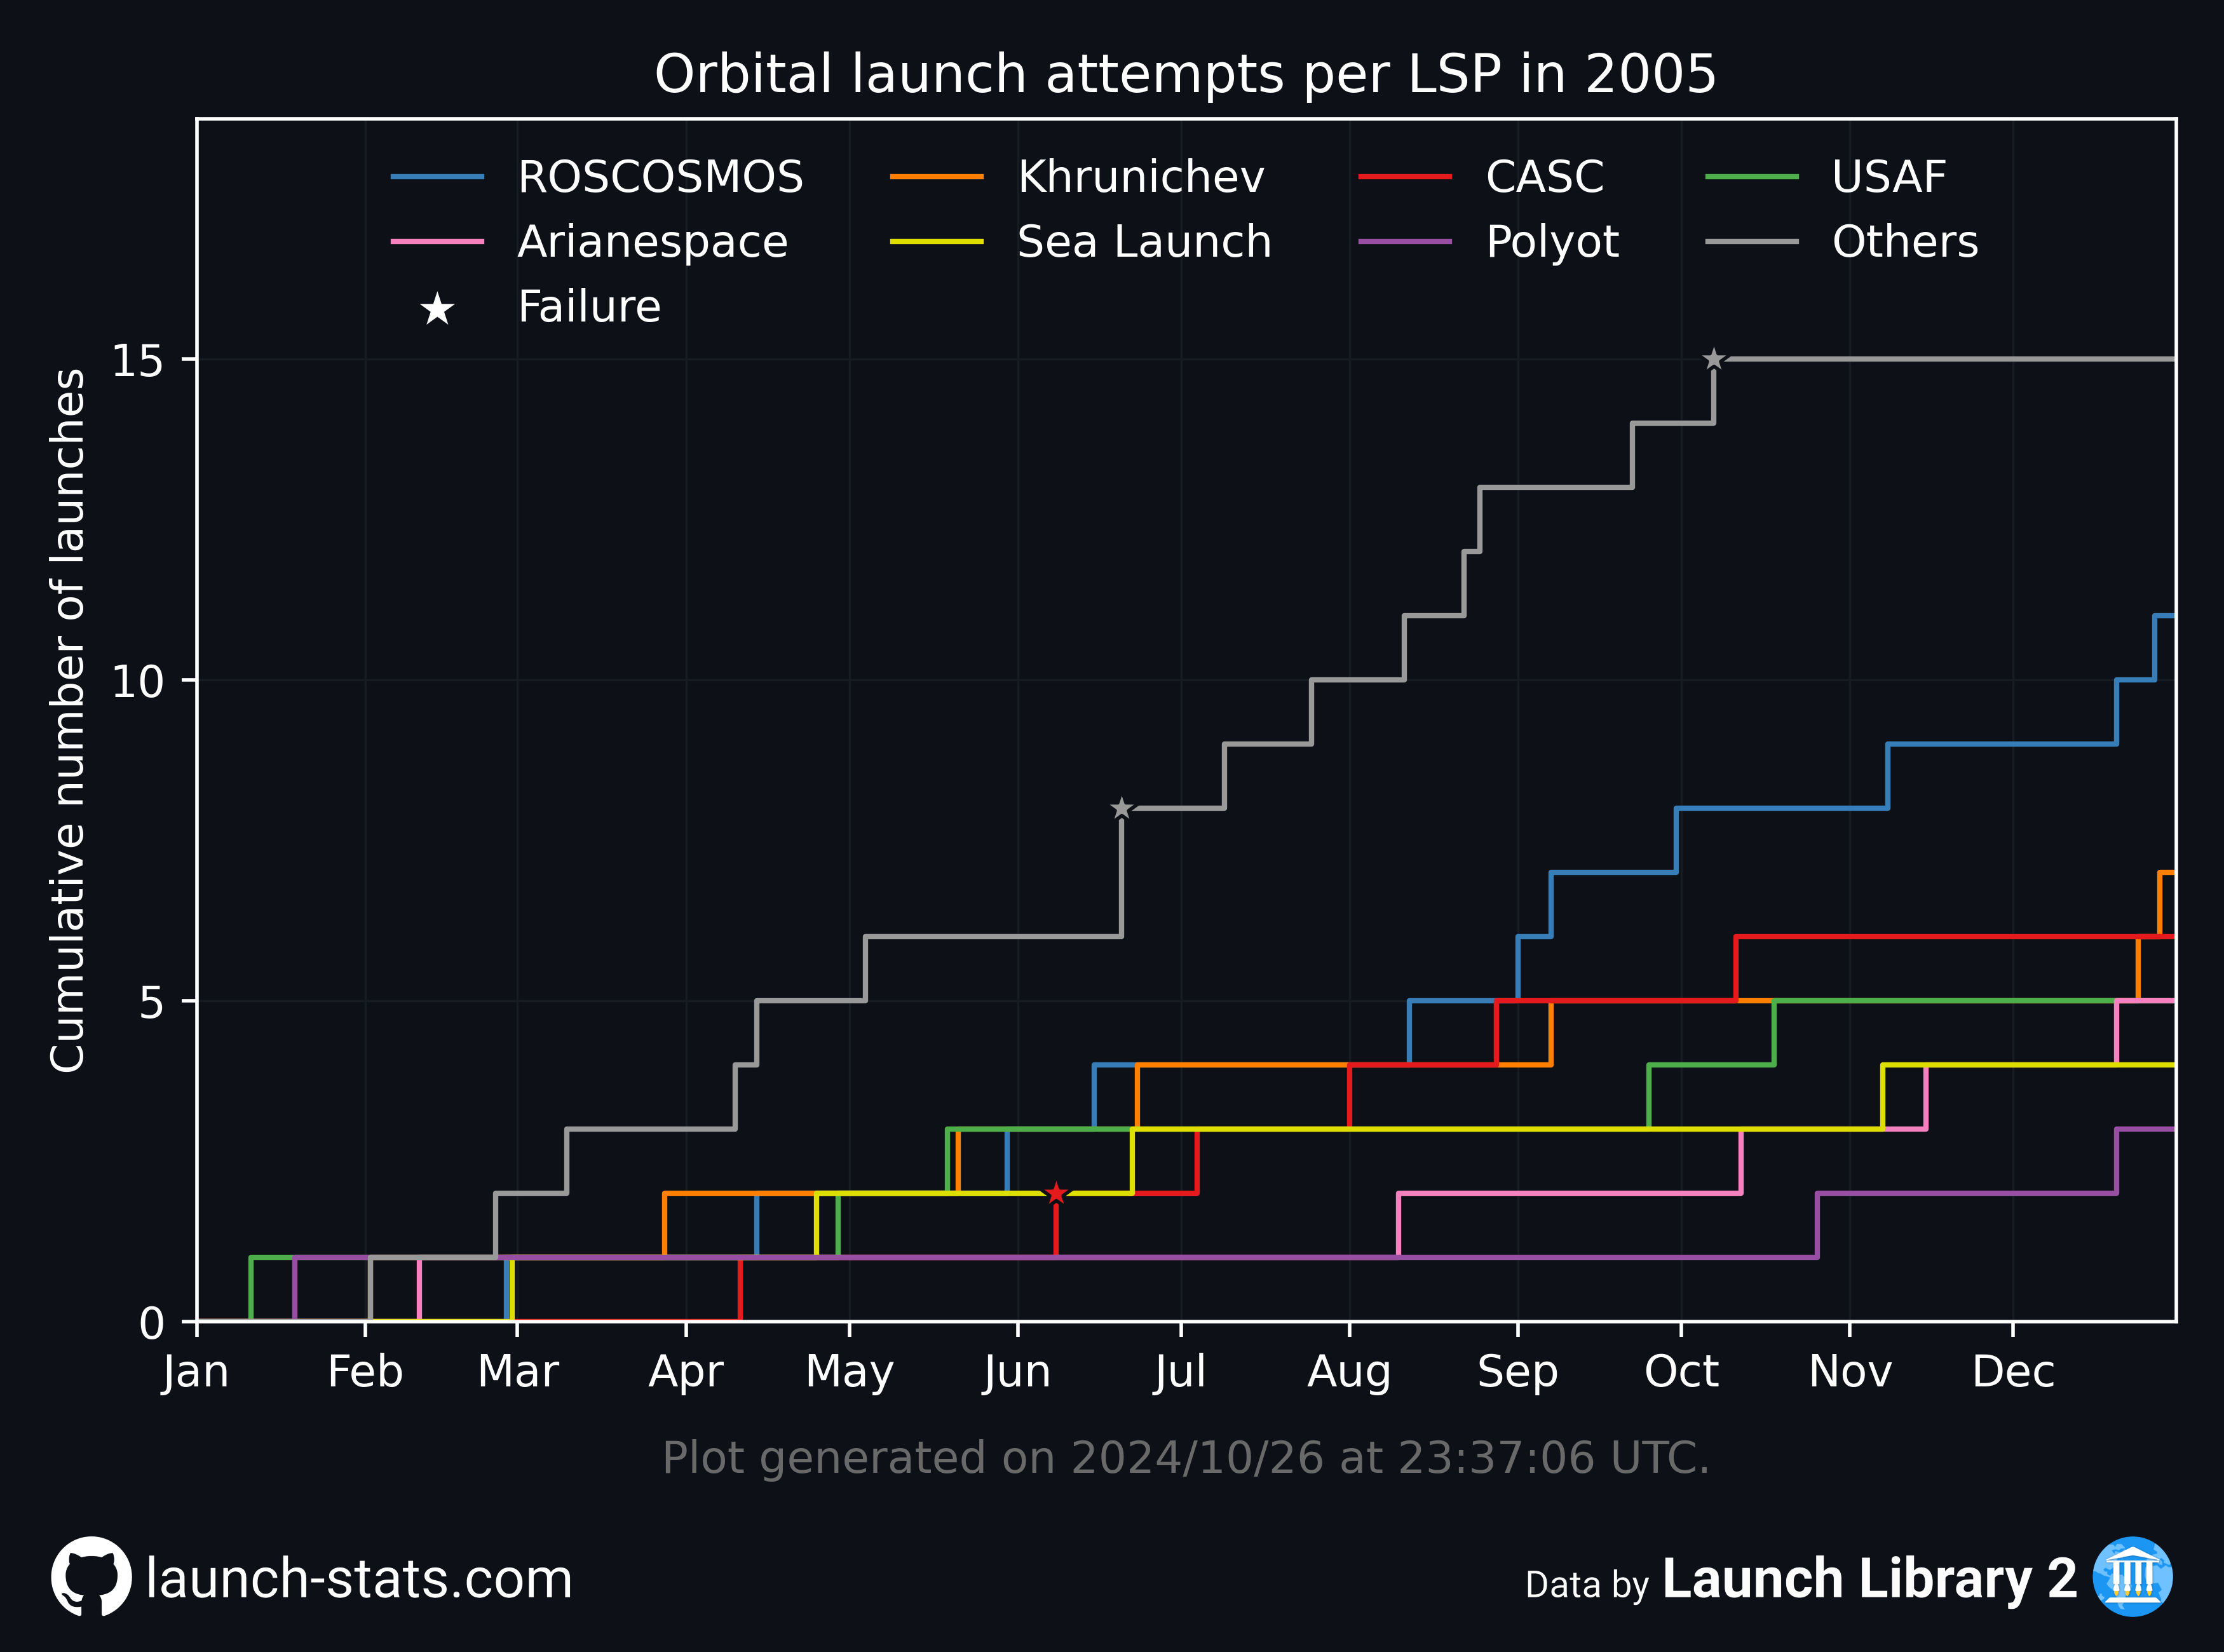 Orbital launch attempts per LSP in 2005
ROSCOSMOS Khrunichev CASC USAF
Arianespace Sea Launch Polyot Others
Failure
Cumulative number of launches
15
10
5
0
Jan Feb Mar Apr May Jun Jul Aug Sep Oct Nov Dec
Plot generated on 2024/10/26 at 23:37:06 UTC.
launch-stats.com
Data by Launch Library 2